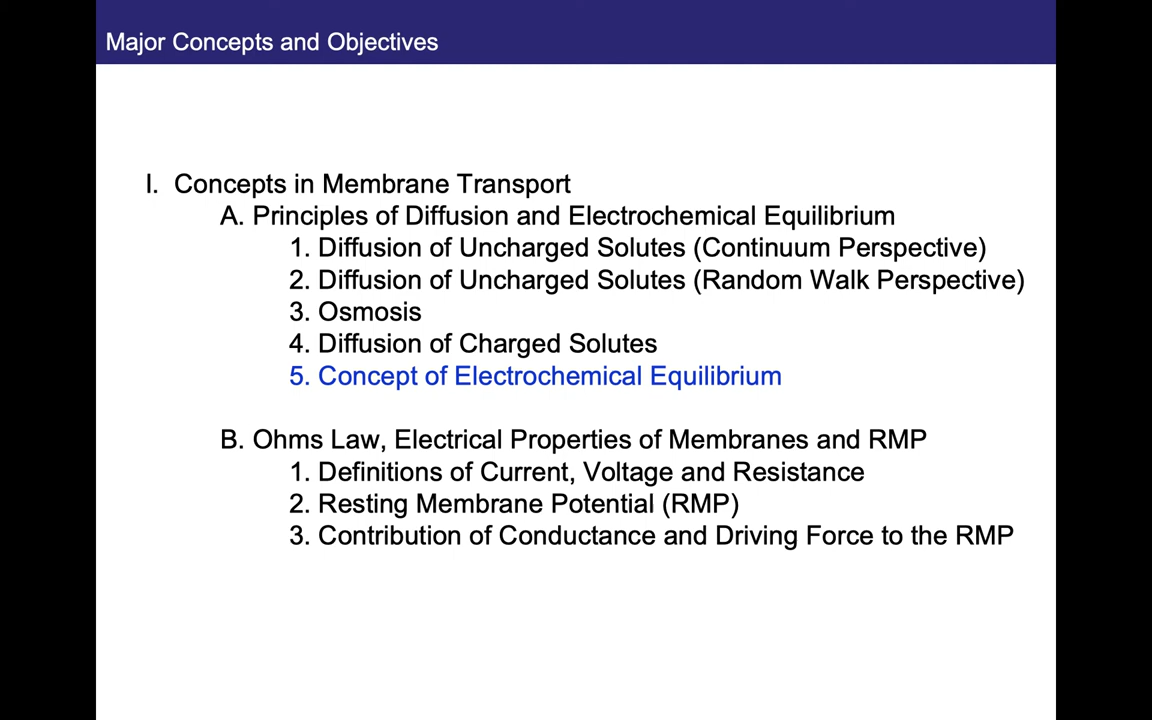 Major Concepts and Objectives
I. Concepts in Membrane Transport
A. Principles of Diffusion and Electrochemical Equilibrium
1. Diffusion of Uncharged Solutes (Continuum Perspective)
2. Diffusion of Uncharged Solutes (Random Walk Perspective)
3. Osmosis
4. Diffusion of Charged Solutes
5. Concept of Electrochemical Equilibrium
B. Ohms Law, Electrical Properties of Membranes and RMP
1. Definitions of Current, Voltage and Resistance
2. Resting Membrane Potential (RMP)
3. Contribution of Conductance and Driving Force to the RMP